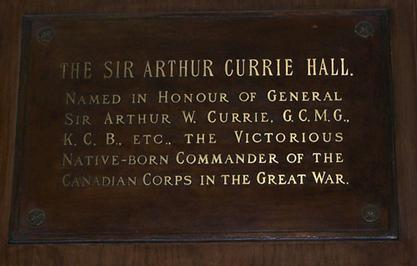 THE SIR ARTHUR CURRIE HALL.
NAMED IN HONOUR OF GENERAL
SIR ARTHUR W. CURRIE, G.C.M.G.,
K.C.B., ETC., THE VICTORIOUS
NATIVE-BORN COMMANDER OF THE
CANADIAN CORPS IN THE GREAT WAR.